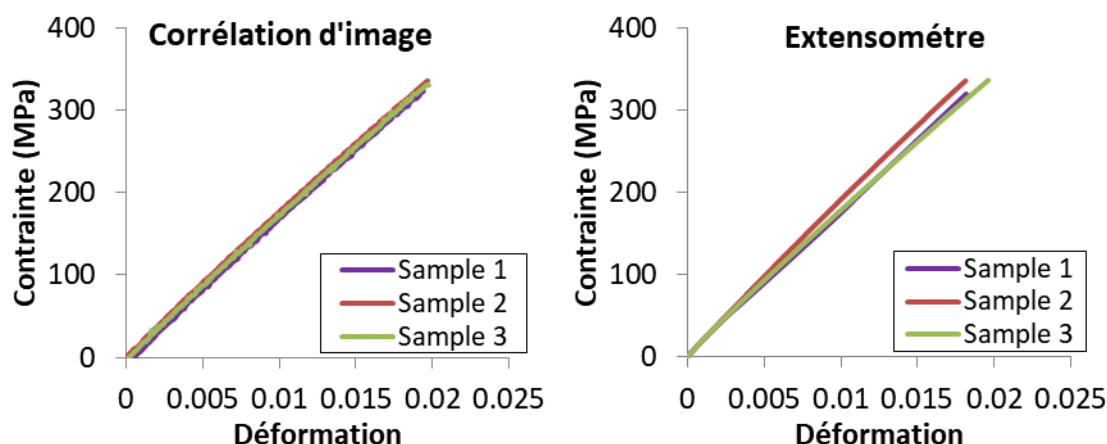 Corrélation d'image
Contrainte (MPa)
400
300
200
100
0
0 0.005 0.01 0.015 0.02 0.025
Déformation
Sample 1
Sample 2
Sample 3
Extensométre
Contrainte (MPa)
400
300
200
100
0
0 0.005 0.01 0.015 0.02 0.025
Déformation
Sample 1
Sample 2
Sample 3